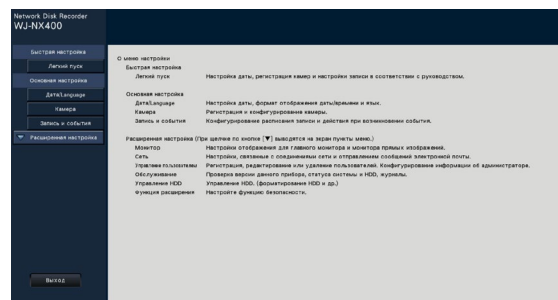 Network Disk Recorder
WJ-NX400
Быстрая настройка
Легкий пуск
Основная настройка
Дата/Language
Камера
Запись и события
Расширенная настройка
Выход
О меню настройки
Быстрая настройка
Легкий пуск Настройка даты, регистрация камер и настройки записи в соответствии с руководством.
Основная настройка
Дата/Language Настройка даты, формат отображения даты/времени и язык.
Камера Регистрация и конфигурирование камеры.
Запись и события Конфигурирование расписания записи и действия при возникновении события.
Расширенная настройка (При щелчке по кнопке [▼] выводятся на экран пункты меню.)
Монитор Настройки отображения для главного монитора и монитора прямых изображений.
Сеть Настройки, связанные с соединениями сети и отправлением сообщений электронной почты.
Управление пользователями Регистрация, редактирование или удаление пользователей. Конфигурирование информации об администраторе.
Обслуживание Проверка версии данного прибора, статуса системы и HDD, журналы.
Управление HDD Управление HDD. (форматирование HDD и др.)
Функция расширения Настройте функцию безопасности.